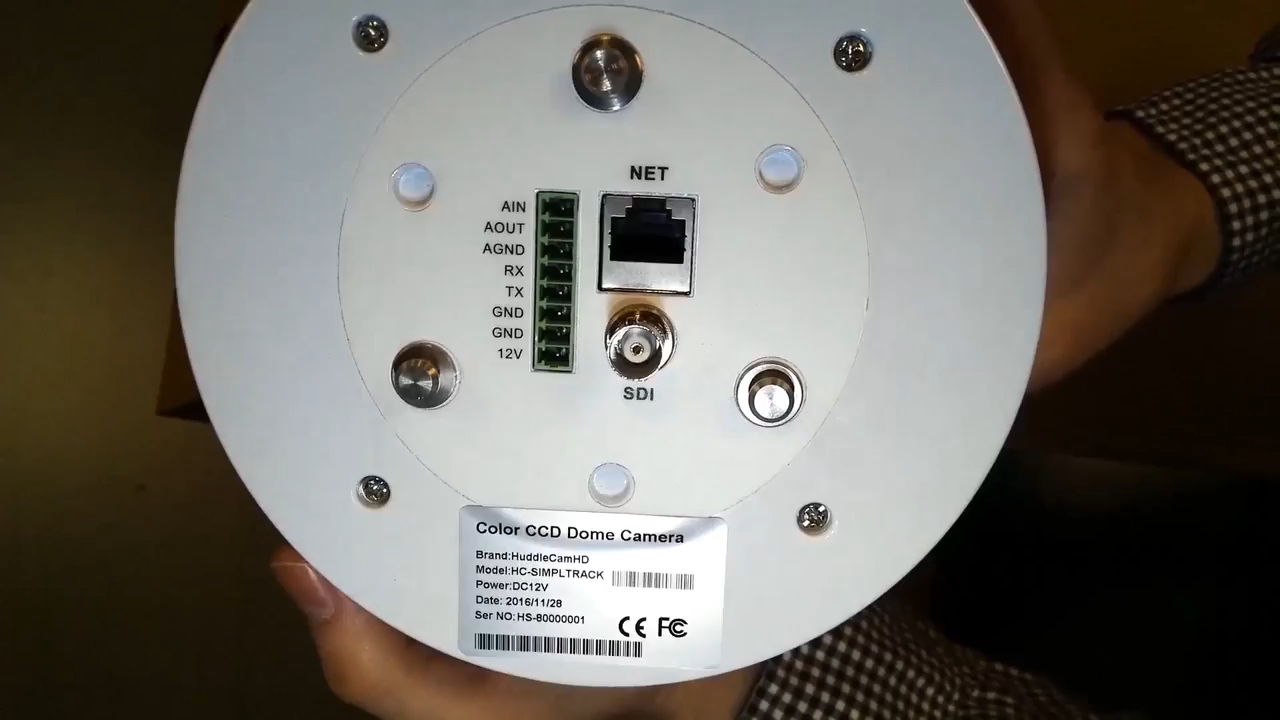 NET
AIN
AOUT
AGND
RX
TX
GND
GND
12V
SDI
Color CCD Dome Camera
Brand:HuddleCamHD
Model:HC-SIMPLTRACK
Power:DC12V
Date: 2016/11/28
Ser NO:HS-80000001
CE FC